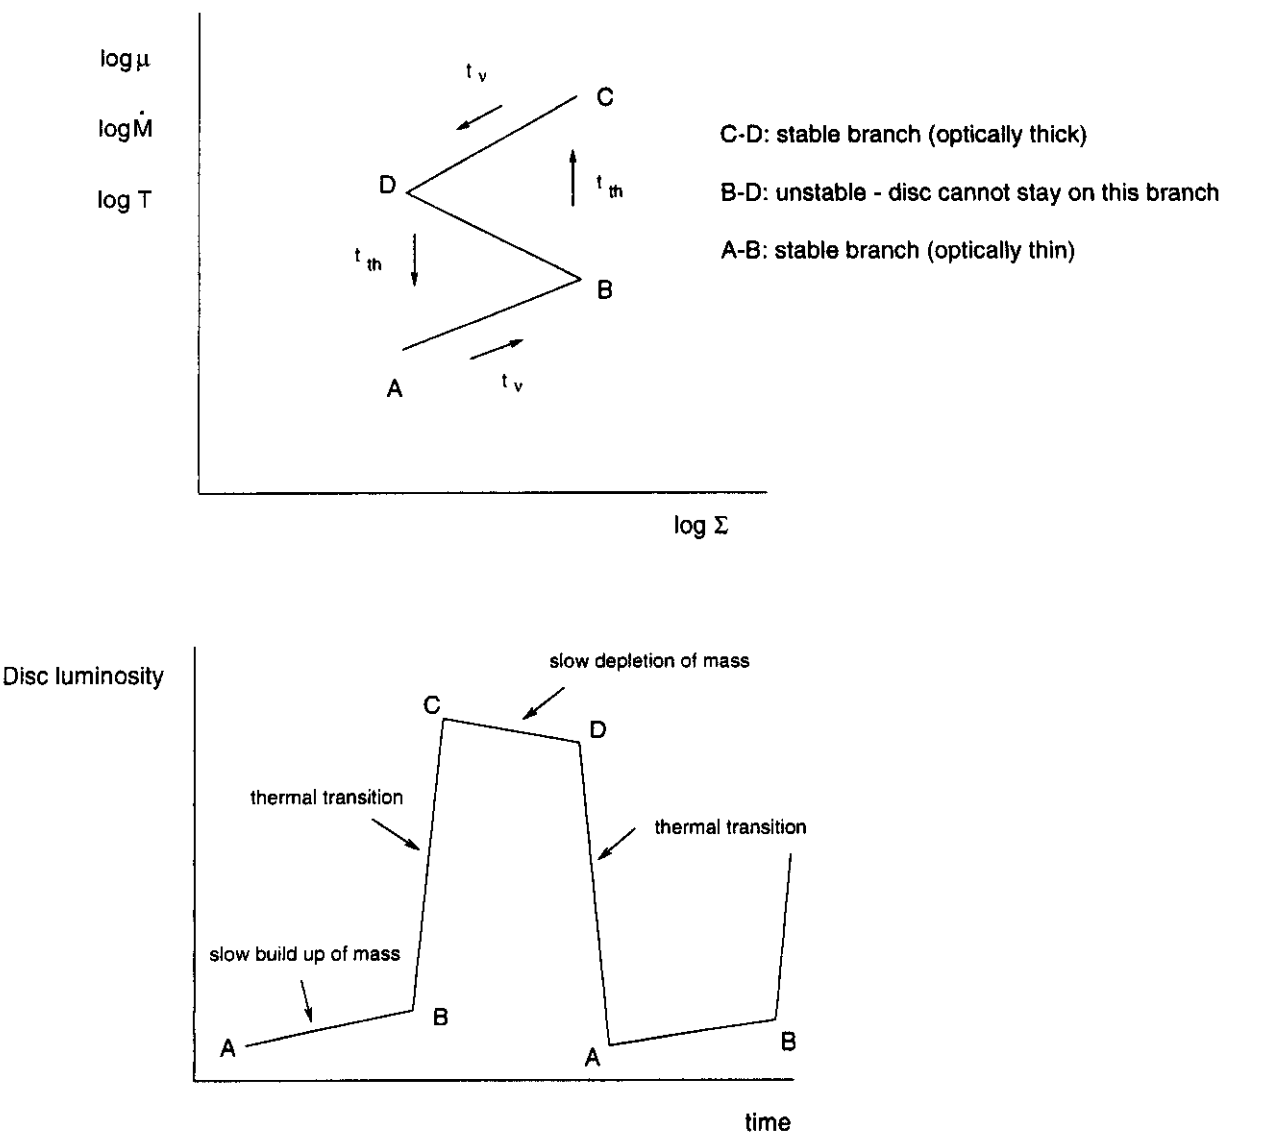 log μ
t v
C
log Ṁ
C-D: stable branch (optically thick)
D
t th
log T
B-D: unstable - disc cannot stay on this branch
t th
A-B: stable branch (optically thin)
B
A
t v
log Σ
Disc luminosity
slow depletion of mass
C
D
thermal transition
thermal transition
slow build up of mass
B
A
A
B
time